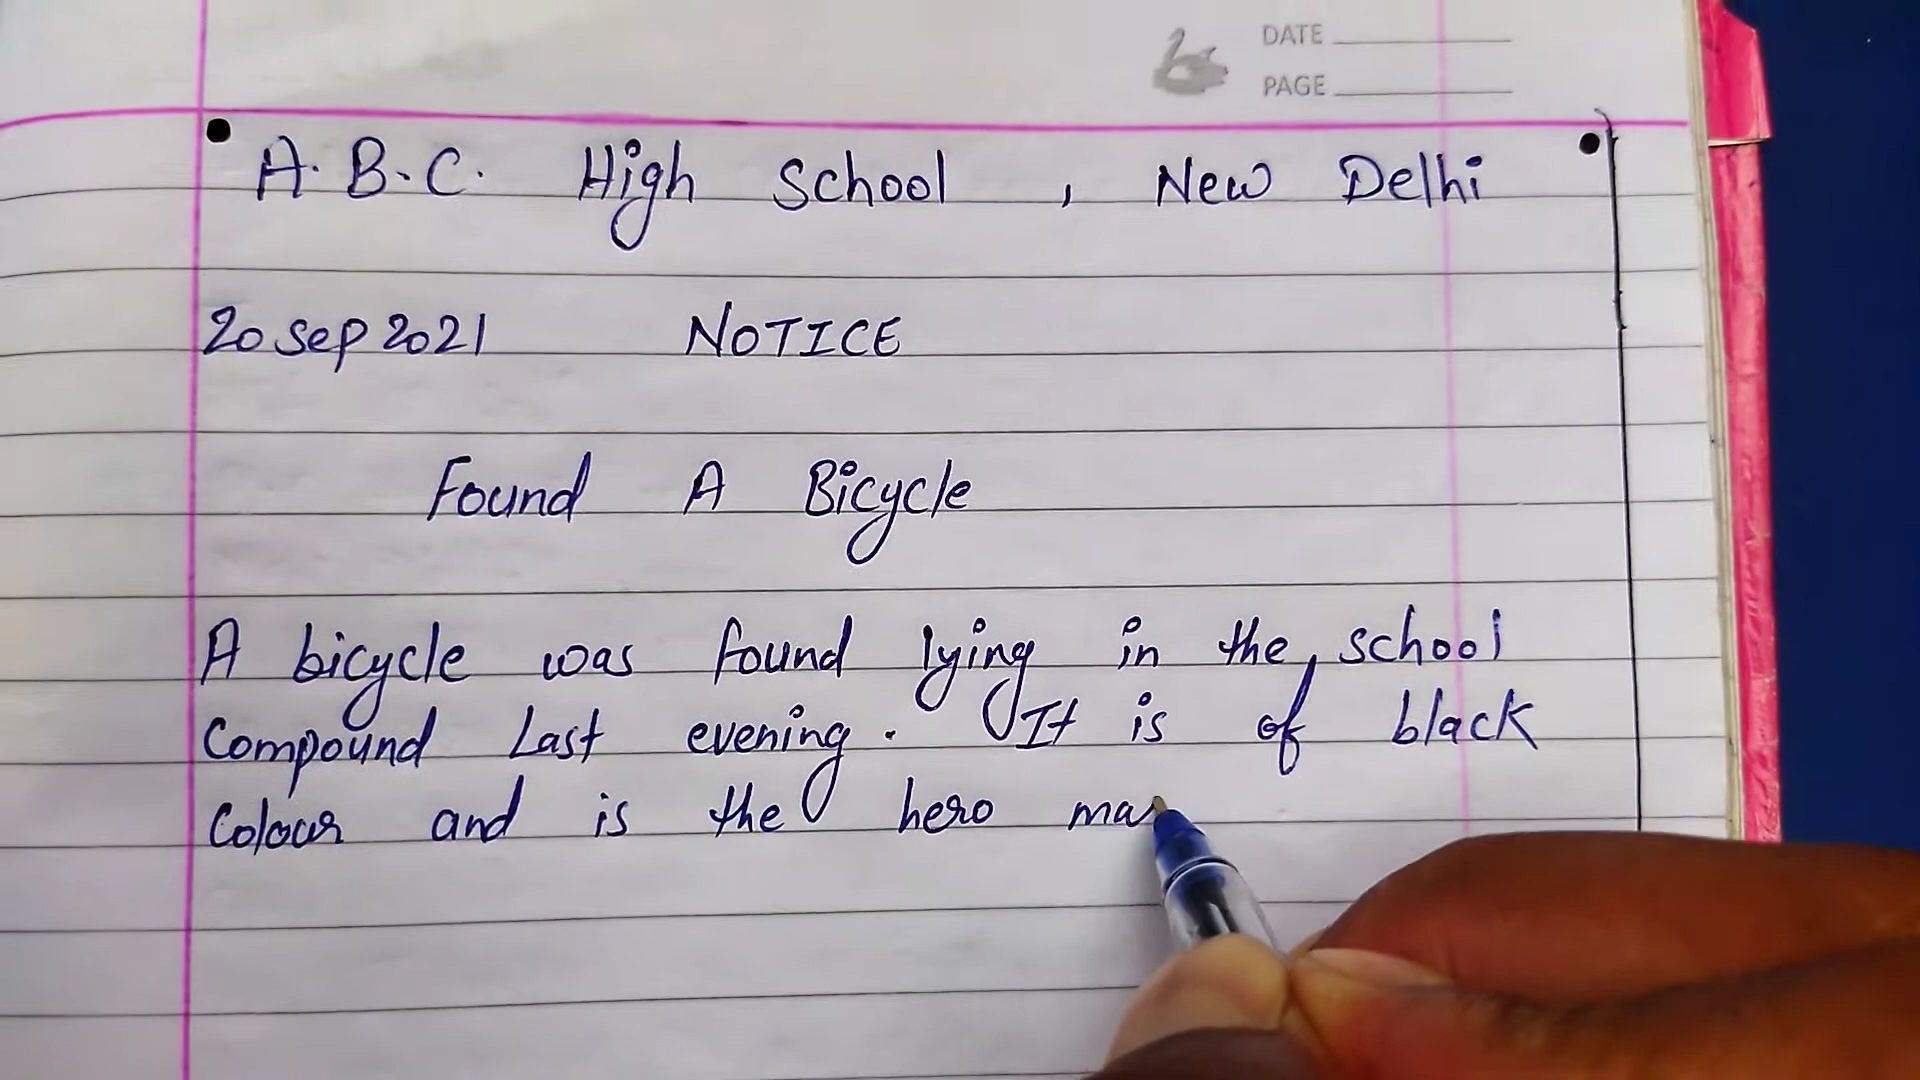 DATE
PAGE
A. B. C. High School , New Delhi
20 Sep 2021 NOTICE
Found A Bicycle
A bicycle was found lying in the school
Compound Last evening. It is of black
Colour and is the hero